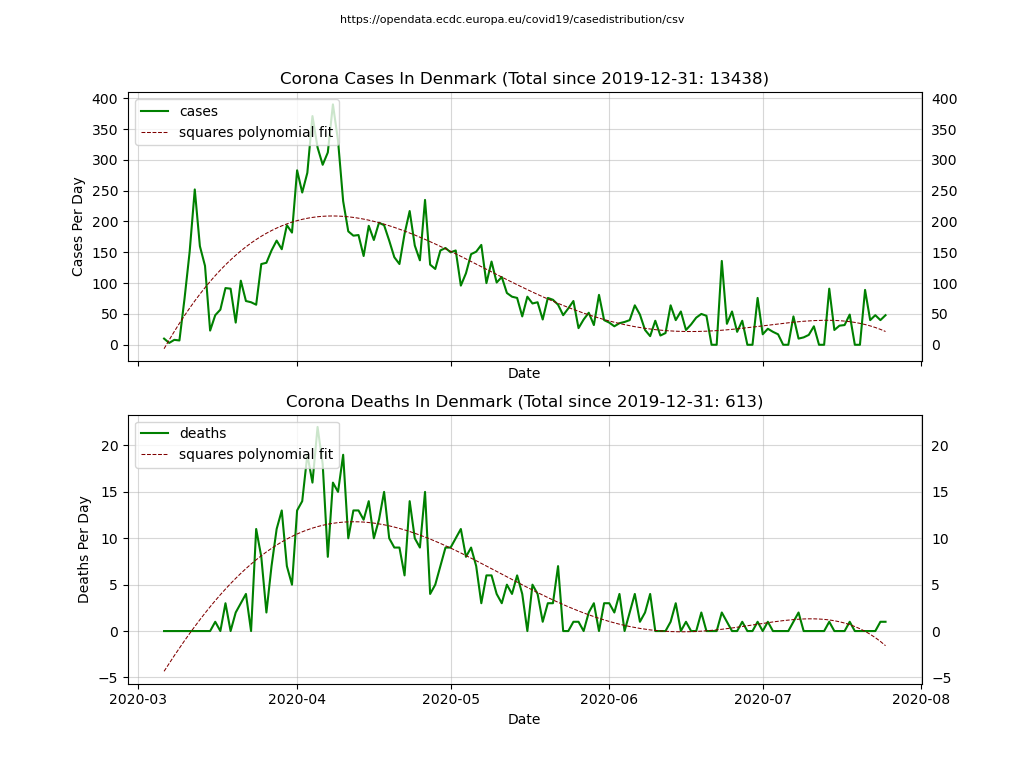 https://opendata.ecdc.europa.eu/covid19/casedistribution/csv
Corona Cases In Denmark (Total since 2019-12-31: 13438)
400
350
300
250
200
150
100
50
0
Cases Per Day
cases
squares polynomial fit
400
350
300
250
200
150
100
50
0
Date
Corona Deaths In Denmark (Total since 2019-12-31: 613)
20
15
10
5
0
−5
Deaths Per Day
deaths
squares polynomial fit
20
15
10
5
0
−5
2020-03 2020-04 2020-05 2020-06 2020-07 2020-08
Date